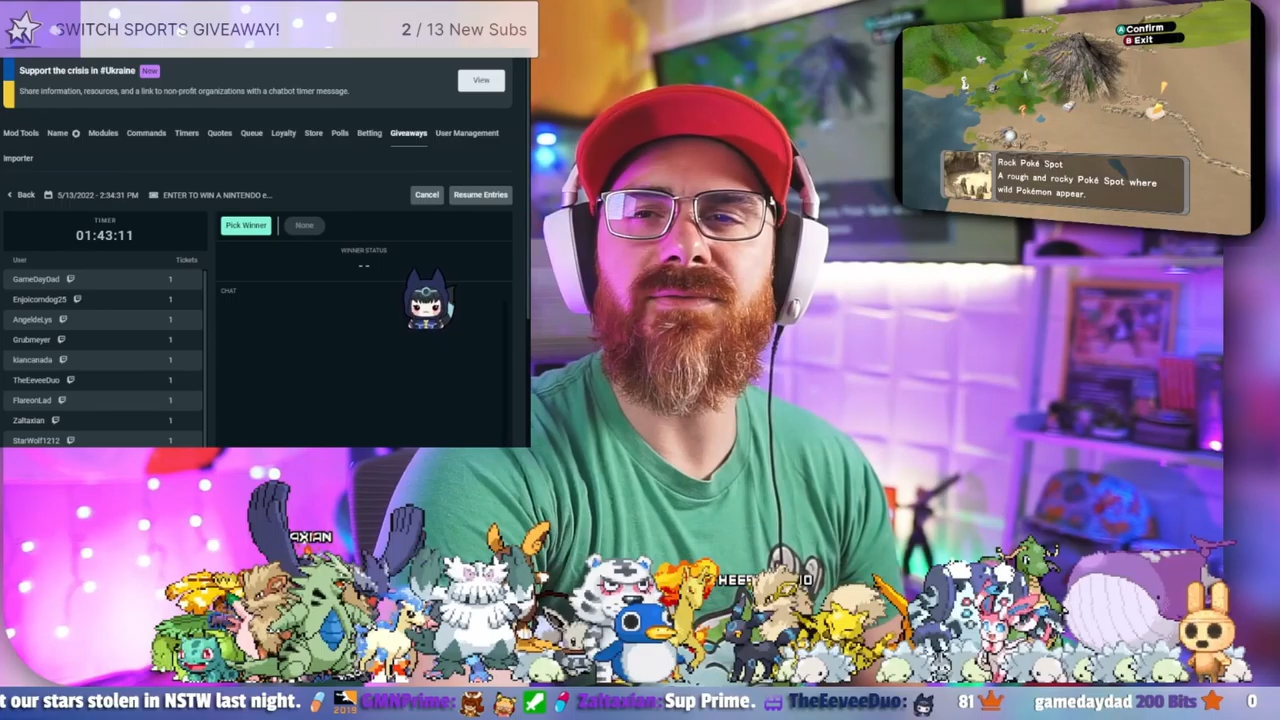 SWITCH SPORTS GIVEAWAY!
2 / 13 New Subs
Support the crisis in #Ukraine New
Share information, resources, and a link to non-profit organizations with a chatbot timer message.
View
Mod Tools Name Modules Commands Timers Quotes Queue Loyalty Store Polls Betting Giveaways User Management
Importer
Back 5/13/2022 - 2:34:31 PM ENTER TO WIN A NINTENDO e...
Cancel Resume Entries
TIMER
01:43:11
Pick Winner None
WINNER STATUS
--
CHAT
User Tickets
GameDayDad 1
Enjoicorndog25 1
AngeldeLys 1
Grubmeyer 1
kiancanada 1
TheEeveeDuo 1
FlareonLad 1
Zaltaxian 1
StarWolf1212 1
A Confirm
B Exit
Rock Poké Spot
A rough and rocky Poké Spot where
wild Pokémon appear.
AXIAN
t our stars stolen in NSTW last night. 2019 CMNPrime: Zaltaxian: Sup Prime. TheEeveeDuo: 81 gamedaydad 200 Bits 0